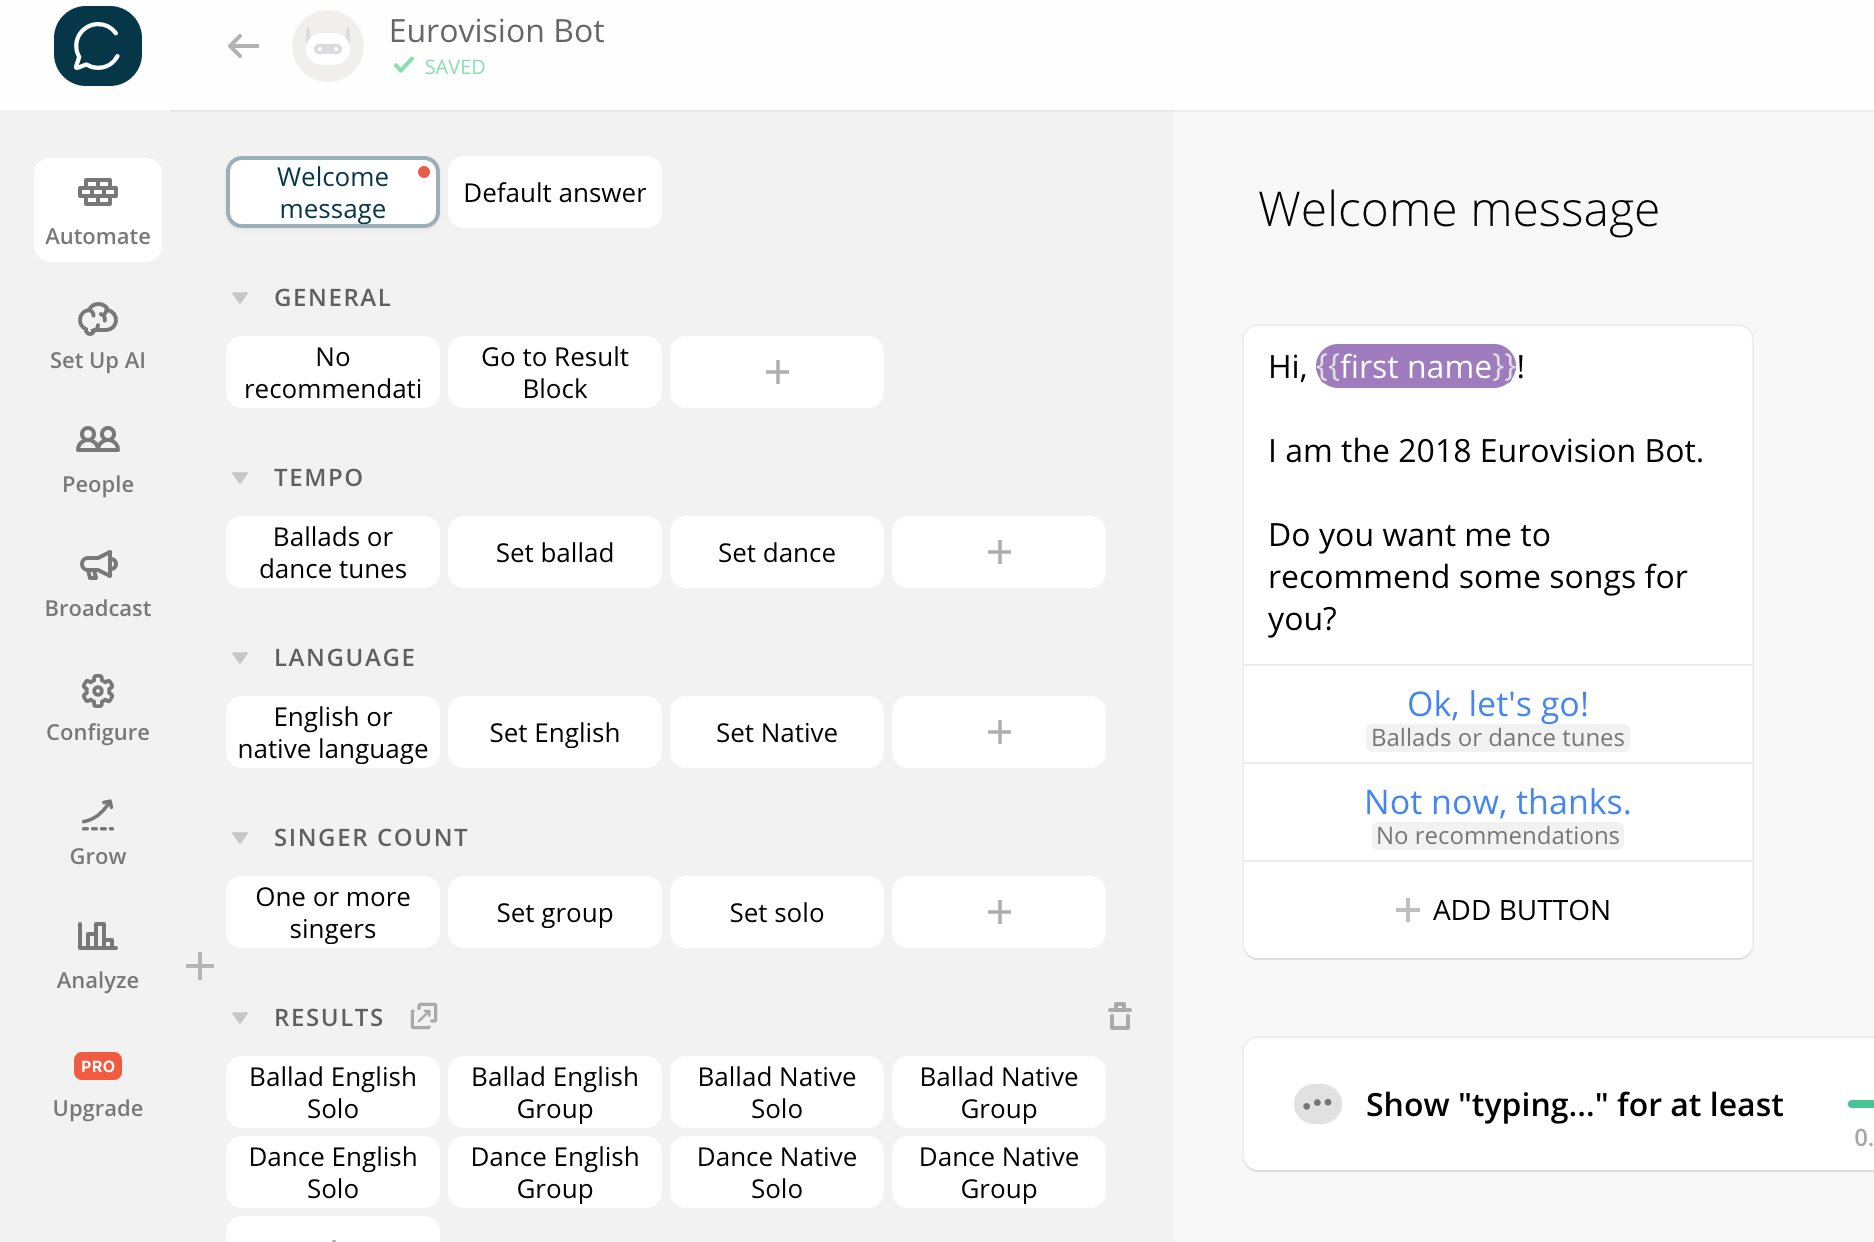 Eurovision Bot
SAVED
Automate
Set Up AI
People
Broadcast
Configure
Grow
Analyze
PRO
Upgrade
Welcome
message
Default answer
GENERAL
No
recommendati
Go to Result
Block
TEMPO
Ballads or
dance tunes
Set ballad
Set dance
LANGUAGE
English or
native language
Set English
Set Native
SINGER COUNT
One or more
singers
Set group
Set solo
RESULTS
Ballad English
Solo
Ballad English
Group
Ballad Native
Solo
Ballad Native
Group
Dance English
Solo
Dance English
Group
Dance Native
Solo
Dance Native
Group
Welcome message
Hi, {{first name}}!
I am the 2018 Eurovision Bot.
Do you want me to
recommend some songs for
you?
Ok, let's go!
Ballads or dance tunes
Not now, thanks.
No recommendations
ADD BUTTON
Show "typing..." for at least
0.